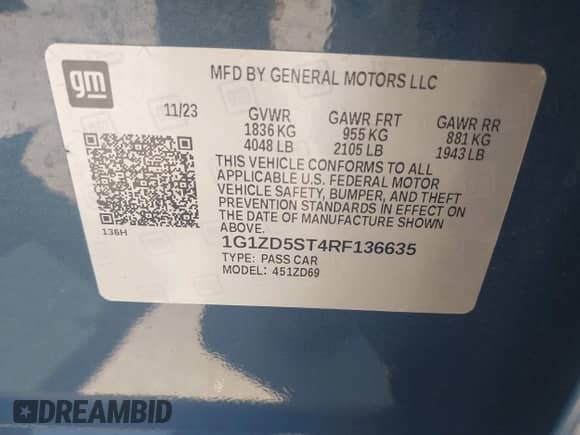 gm
MFD BY GENERAL MOTORS LLC
11/23 GVWR GAWR FRT GAWR RR
1836 KG 955 KG 881 KG
4048 LB 2105 LB 1943 LB
THIS VEHICLE CONFORMS TO ALL
APPLICABLE U.S. FEDERAL MOTOR
VEHICLE SAFETY, BUMPER, AND THEFT
PREVENTION STANDARDS IN EFFECT ON
THE DATE OF MANUFACTURE SHOWN
ABOVE.
136H
1G1ZD5ST4RF136635
TYPE: PASS CAR
MODEL: 451ZD69
DREAMBID